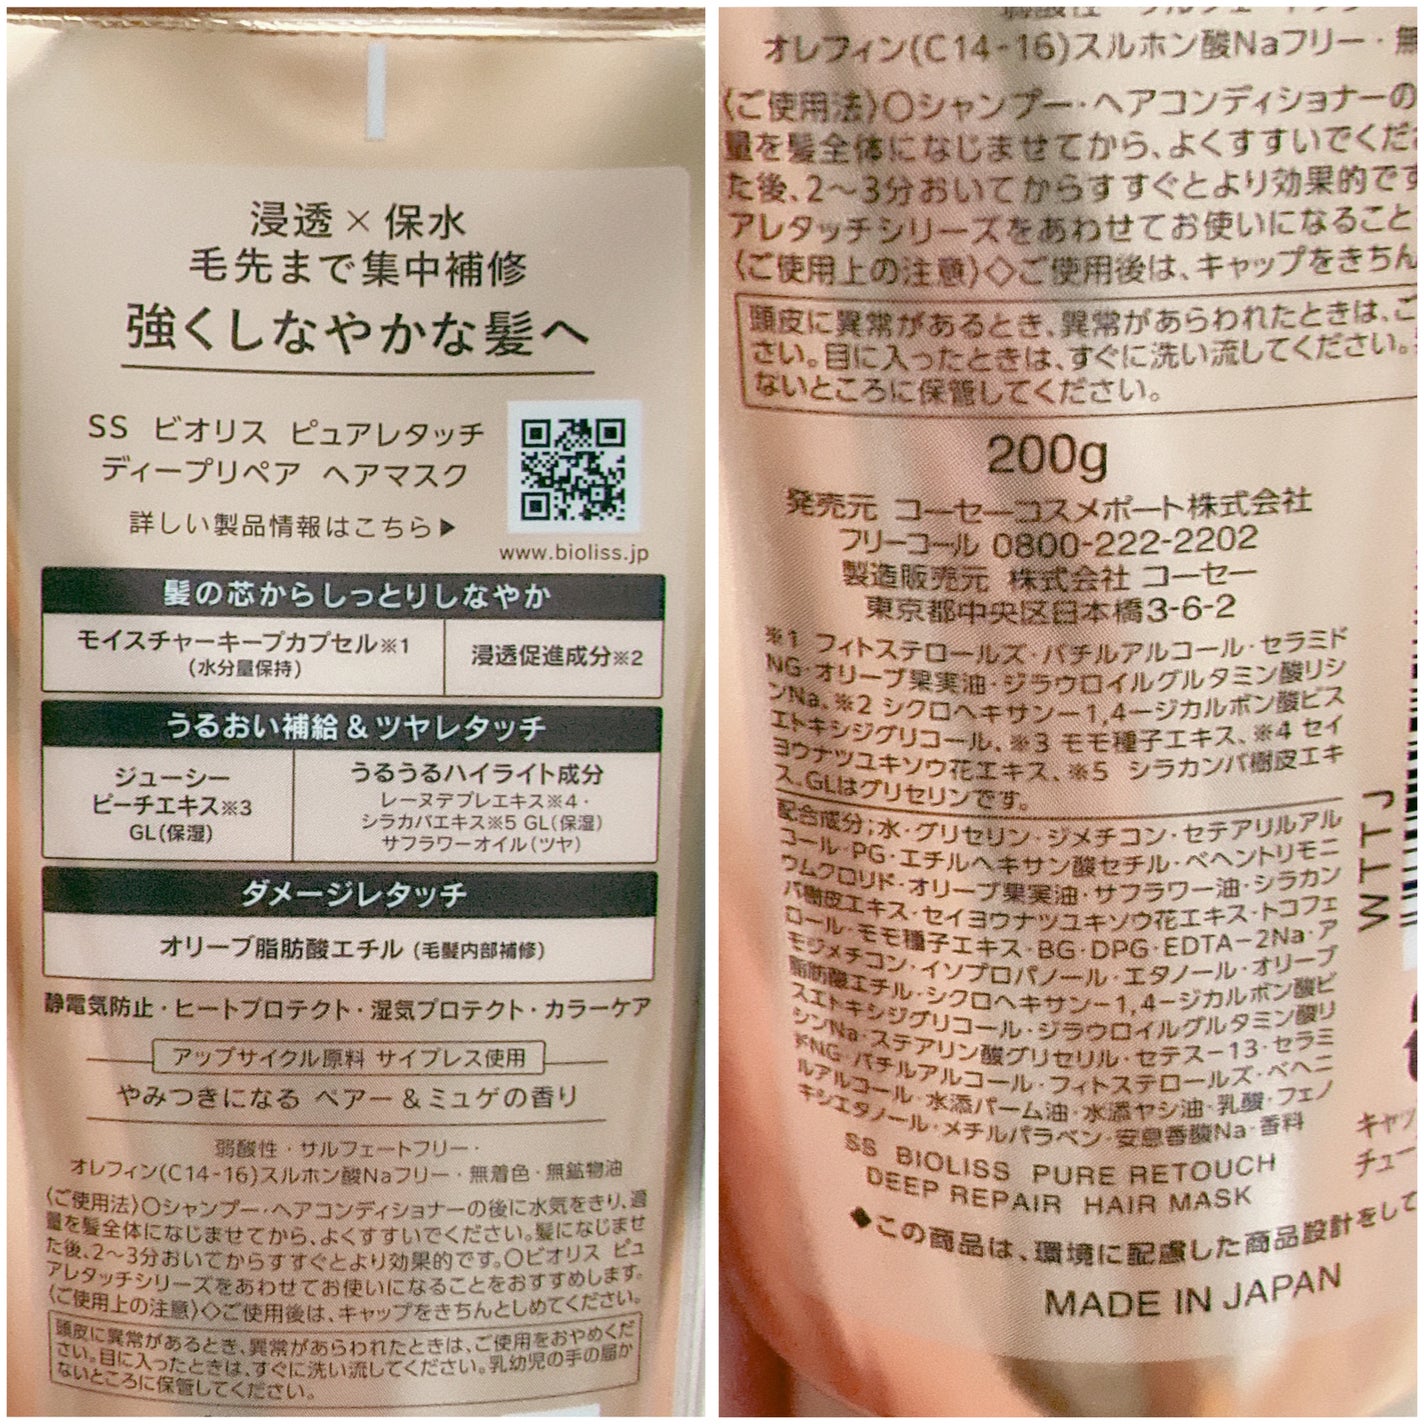 浸透×保水
毛先まで集中補修
強くしなやかな髪へ
SS ビオリス ピュアレタッチ
ディープリペア ヘアマスク
詳しい製品情報はこちら▶
www.bioliss.jp
髪の芯からしっとりしなやか
モイスチャーキープカプセル※1
(水分量保持)
浸透促進成分※2
うるおい補給&ツヤレタッチ
ジューシー
ピーチエキス※3
GL(保湿)
うるうるハイライト成分
レーヌデプレエキス※4・
シラカバエキス※5 GL(保湿)
サフラワーオイル(ツヤ)
ダメージレタッチ
オリーブ脂肪酸エチル(毛髪内部補修)
静電気防止・ヒートプロテクト・湿気プロテクト・カラーケア
アップサイクル原料 サイプレス使用
やみつきになる ペアー&ミュゲの香り
弱酸性・サルフェートフリー・
オレフィン(C14-16)スルホン酸Naフリー・無着色・無鉱物油
〈ご使用法〉〇シャンプー・ヘアコンディショナーの後に水気をきり、適
量を髪全体になじませてから、よくすすいでください。髪になじませ
た後、2〜3分おいてからすすぐとより効果的です。〇ビオリス ピュ
アレタッチシリーズをあわせてお使いになることをおすすめします。
〈ご使用上の注意〉◇ご使用後は、キャップをきちんとしめてください。
頭皮に異常があるとき、異常があらわれたときは、ご使用をおやめくだ
さい。目に入ったときは、すぐに洗い流してください。乳幼児の手の届か
ないところに保管してください。
オレフィン(C14-16)スルホン酸Naフリー・無
〈ご使用法〉〇シャンプー・ヘアコンディショナーの
量を髪全体になじませてから、よくすすいでくだ
た後、2〜3分おいてからすすぐとより効果的です
アレタッチシリーズをあわせてお使いになること
〈ご使用上の注意〉◇ご使用後は、キャップをきちん
頭皮に異常があるとき、異常があらわれたときは、ご
さい。目に入ったときは、すぐに洗い流してください。
ないところに保管してください。
200g
発売元 コーセーコスメポート株式会社
フリーコール 0800-222-2202
製造販売元 株式会社 コーセー
東京都中央区日本橋3-6-2
※1 フィトステロールズ・バチルアルコール・セラミド
NG・オリーブ果実油・ジラウロイルグルタミン酸リシ
ンNa、※2 シクロヘキサン-1,4-ジカルボン酸ビス
エトキシジグリコール、※3 モモ種子エキス、※4 セイ
ヨウナツユキソウ花エキス、※5 シラカンバ樹皮エキ
ス。GLはグリセリンです。
配合成分;水・グリセリン・ジメチコン・セテアリルアル
コール・PG・エチルヘキサン酸セチル・ベヘントリモニ
ウムクロリド・オリーブ果実油・サフラワー油・シラカン
バ樹皮エキス・セイヨウナツユキソウ花エキス・トコフェ
ロール・モモ種子エキス・BG・DPG・EDTA-2Na・ア
モジメチコン・イソプロパノール・エタノール・オリーブ
脂肪酸エチル・シクロヘキサン-1,4-ジカルボン酸ビ
スエトキシジグリコール・ジラウロイルグルタミン酸リ
シンNa・ステアリン酸グリセリル・セテス-13・セラミ
ドNG・バチルアルコール・フィトステロールズ・ベヘニ
ルアルコール・水添パーム油・水添ヤシ油・乳酸・フェノ
キシエタノール・メチルパラベン・安息香酸Na・香料
SS BIOLISS PURE RETOUCH
DEEP REPAIR HAIR MASK
◆この商品は、環境に配慮した商品設計をして
MADE IN JAPAN
WTTJ
キャッ
チュー